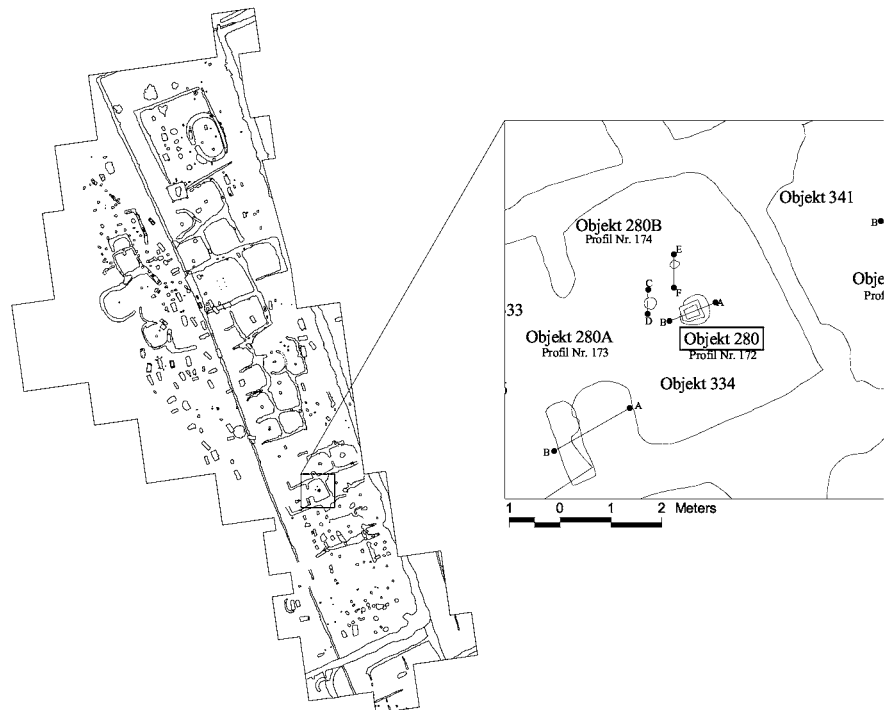 Objekt 341
B
Objekt 280B
Profil Nr. 174
E
C
F
A
D
B
Obje
Prof
33
Objekt 280A
Profil Nr. 173
Objekt 280
Profil Nr. 172
Objekt 334
A
B
1 0 1 2 Meters